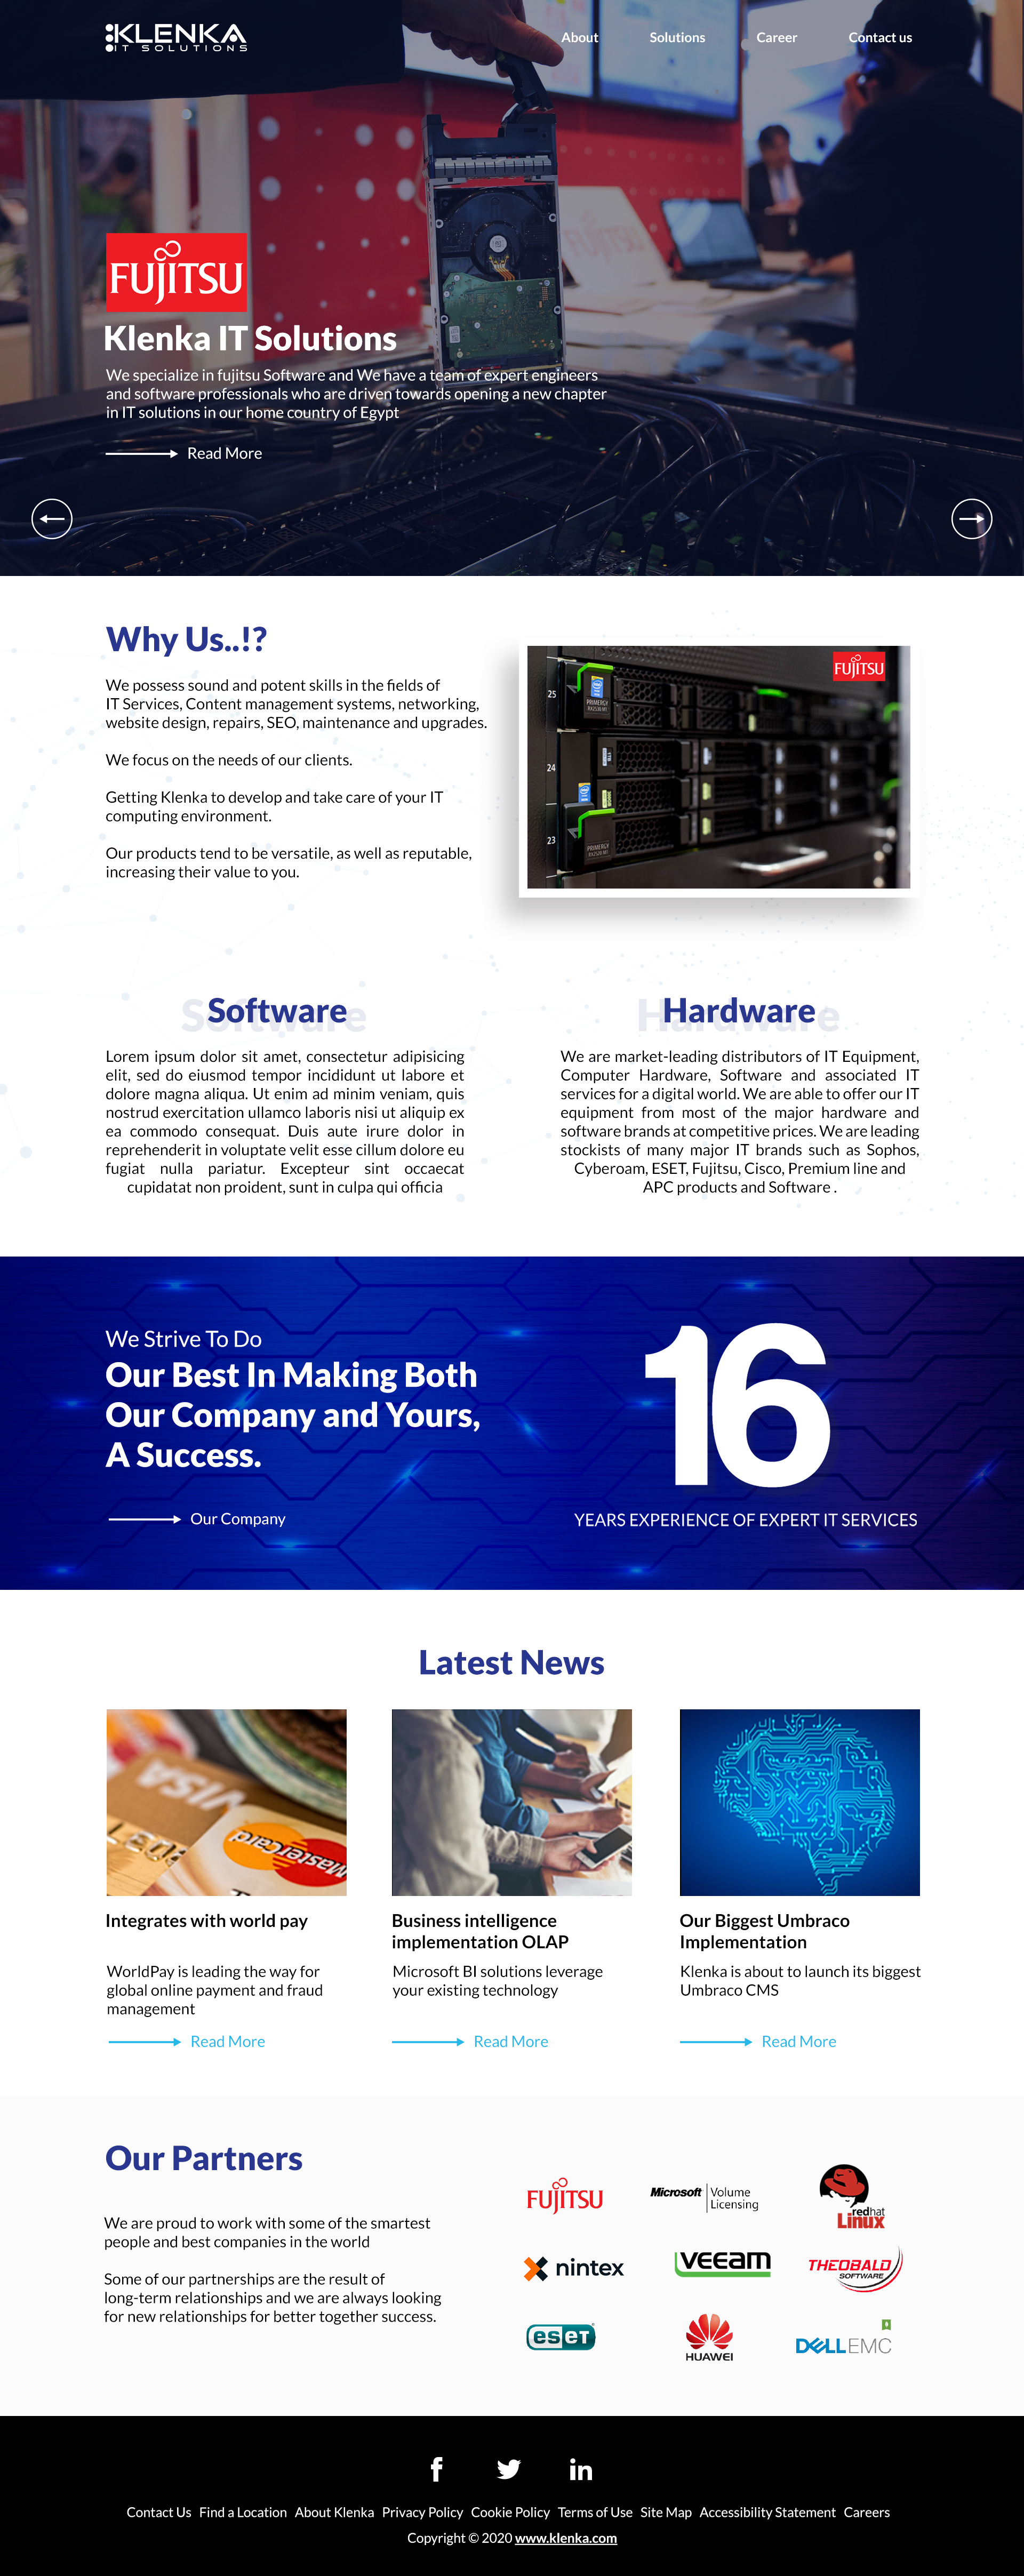 KLENKA
IT SOLUTIONS
About Solutions Career Contact us
FUJITSU
Klenka IT Solutions
We specialize in fujitsu Software and We have a team of expert engineers
and software professionals who are driven towards opening a new chapter
in IT solutions in our home country of Egypt
Read More
Why Us..!?
We possess sound and potent skills in the fields of
IT Services, Content management systems, networking,
website design, repairs, SEO, maintenance and upgrades.
We focus on the needs of our clients.
Getting Klenka to develop and take care of your IT
computing environment.
Our products tend to be versatile, as well as reputable,
increasing their value to you.
FUJITSU
25
PRIMERGY
24
23
PRIMERGY
Software
Software
Lorem ipsum dolor sit amet, consectetur adipisicing
elit, sed do eiusmod tempor incididunt ut labore et
dolore magna aliqua. Ut enim ad minim veniam, quis
nostrud exercitation ullamco laboris nisi ut aliquip ex
ea commodo consequat. Duis aute irure dolor in
reprehenderit in voluptate velit esse cillum dolore eu
fugiat nulla pariatur. Excepteur sint occaecat
cupidatat non proident, sunt in culpa qui officia
Hardware
Hardware
We are market-leading distributors of IT Equipment,
Computer Hardware, Software and associated IT
services for a digital world. We are able to offer our IT
equipment from most of the major hardware and
software brands at competitive prices. We are leading
stockists of many major IT brands such as Sophos,
Cyberoam, ESET, Fujitsu, Cisco, Premium line and
APC products and Software .
We Strive To Do
Our Best In Making Both
Our Company and Yours,
A Success.
Our Company
16
YEARS EXPERIENCE OF EXPERT IT SERVICES
Latest News
VISA
MasterCard
Integrates with world pay
WorldPay is leading the way for
global online payment and fraud
management
Read More
Business intelligence
implementation OLAP
Microsoft BI solutions leverage
your existing technology
Read More
Our Biggest Umbraco
Implementation
Klenka is about to launch its biggest
Umbraco CMS
Read More
Our Partners
We are proud to work with some of the smartest
people and best companies in the world
Some of our partnerships are the result of
long-term relationships and we are always looking
for new relationships for better together success.
FUJITSU
Microsoft Volume
Licensing
redhat
Linux
nintex
veeam
THEOBALD
SOFTWARE
eset
HUAWEI
DELLEMC
f
in
Contact Us Find a Location About Klenka Privacy Policy Cookie Policy Terms of Use Site Map Accessibility Statement Careers
Copyright © 2020 www.klenka.com